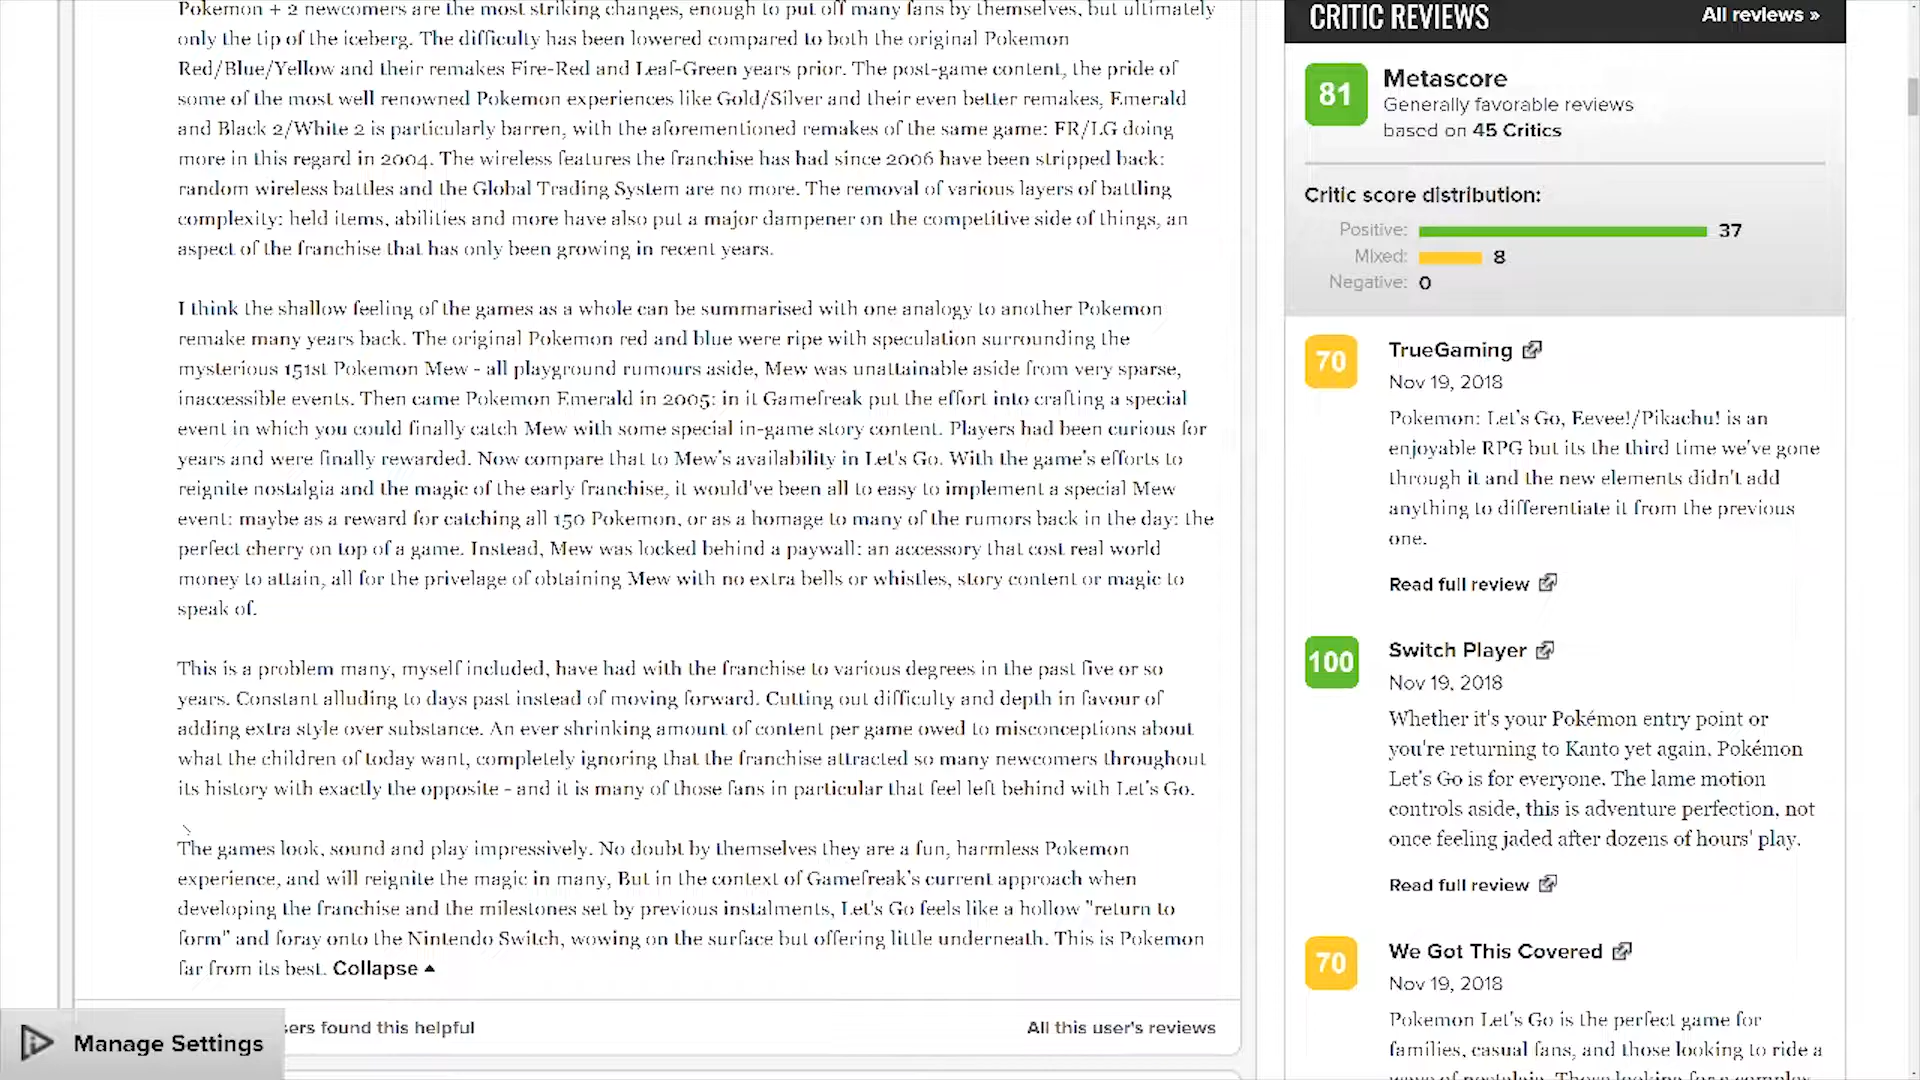 Pokemon + 2 newcomers are the most striking changes, enough to put off many fans by themselves, but ultimately
only the tip of the iceberg. The difficulty has been lowered compared to both the original Pokemon
Red/Blue/Yellow and their remakes Fire-Red and Leaf-Green years prior. The post-game content, the pride of
some of the most well renowned Pokemon experiences like Gold/Silver and their even better remakes, Emerald
and Black 2/White 2 is particularly barren, with the aforementioned remakes of the same game: FR/LG doing
more in this regard in 2004. The wireless features the franchise has had since 2006 have been stripped back:
random wireless battles and the Global Trading System are no more. The removal of various layers of battling
complexity: held items, abilities and more have also put a major dampener on the competitive side of things, an
aspect of the franchise that has only been growing in recent years.
I think the shallow feeling of the games as a whole can be summarised with one analogy to another Pokemon
remake many years back. The original Pokemon red and blue were ripe with speculation surrounding the
mysterious 151st Pokemon Mew - all playground rumours aside, Mew was unattainable aside from very sparse,
inaccessible events. Then came Pokemon Emerald in 2005: in it Gamefreak put the effort into crafting a special
event in which you could finally catch Mew with some special in-game story content. Players had been curious for
years and were finally rewarded. Now compare that to Mew's availability in Let's Go. With the game's efforts to
reignite nostalgia and the magic of the early franchise, it would've been all to easy to implement a special Mew
event: maybe as a reward for catching all 150 Pokemon, or as a homage to many of the rumors back in the day: the
perfect cherry on top of a game. Instead, Mew was locked behind a paywall: an accessory that cost real world
money to attain, all for the privelage of obtaining Mew with no extra bells or whistles, story content or magic to
speak of.
This is a problem many, myself included, have had with the franchise to various degrees in the past five or so
years. Constant alluding to days past instead of moving forward. Cutting out difficulty and depth in favour of
adding extra style over substance. An ever shrinking amount of content per game owed to misconceptions about
what the children of today want, completely ignoring that the franchise attracted so many newcomers throughout
its history with exactly the opposite - and it is many of those fans in particular that feel left behind with Let's Go.
The games look, sound and play impressively. No doubt by themselves they are a fun, harmless Pokemon
experience, and will reignite the magic in many, But in the context of Gamefreak's current approach when
developing the franchise and the milestones set by previous instalments, Let's Go feels like a hollow "return to
form" and foray onto the Nintendo Switch, wowing on the surface but offering little underneath. This is Pokemon
far from its best. Collapse
sers found this helpful
All this user's reviews
Manage Settings
CRITIC REVIEWS
All reviews »
81
Metascore
Generally favorable reviews
based on 45 Critics
Critic score distribution:
Positive: 37
Mixed: 8
Negative: 0
70
TrueGaming
Nov 19, 2018
Pokemon: Let's Go, Eevee!/Pikachu! is an
enjoyable RPG but its the third time we've gone
through it and the new elements didn't add
anything to differentiate it from the previous
one.
Read full review
100
Switch Player
Nov 19, 2018
Whether it's your Pokémon entry point or
you're returning to Kanto yet again, Pokémon
Let's Go is for everyone. The lame motion
controls aside, this is adventure perfection, not
once feeling jaded after dozens of hours' play.
Read full review
70
We Got This Covered
Nov 19, 2018
Pokemon Let's Go is the perfect game for
families, casual fans, and those looking to ride a